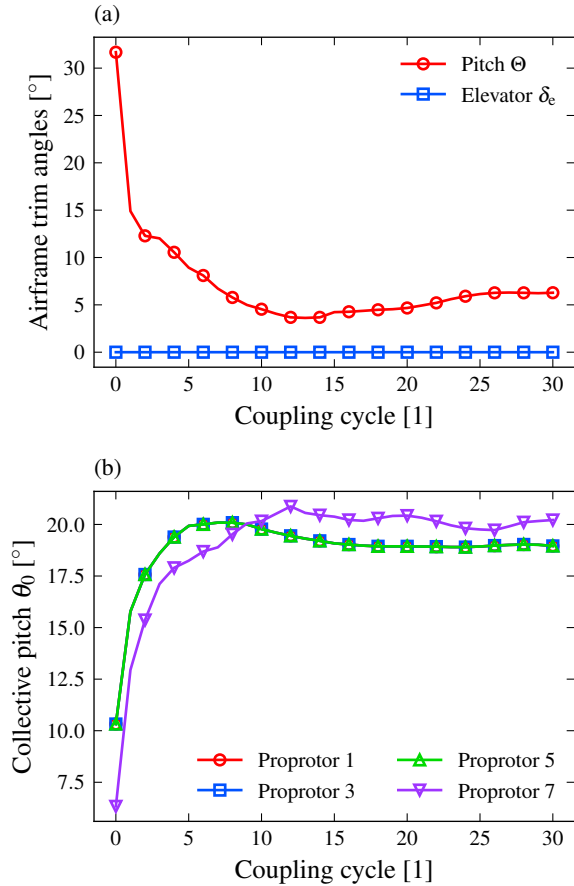 (a)
Airframe trim angles [°]
30
25
20
15
10
5
0
Pitch Θ
Elevator δe
0 5 10 15 20 25 30
Coupling cycle [1]
(b)
Collective pitch θ0 [°]
20.0
17.5
15.0
12.5
10.0
7.5
Proprotor 1 Proprotor 5
Proprotor 3 Proprotor 7
0 5 10 15 20 25 30
Coupling cycle [1]